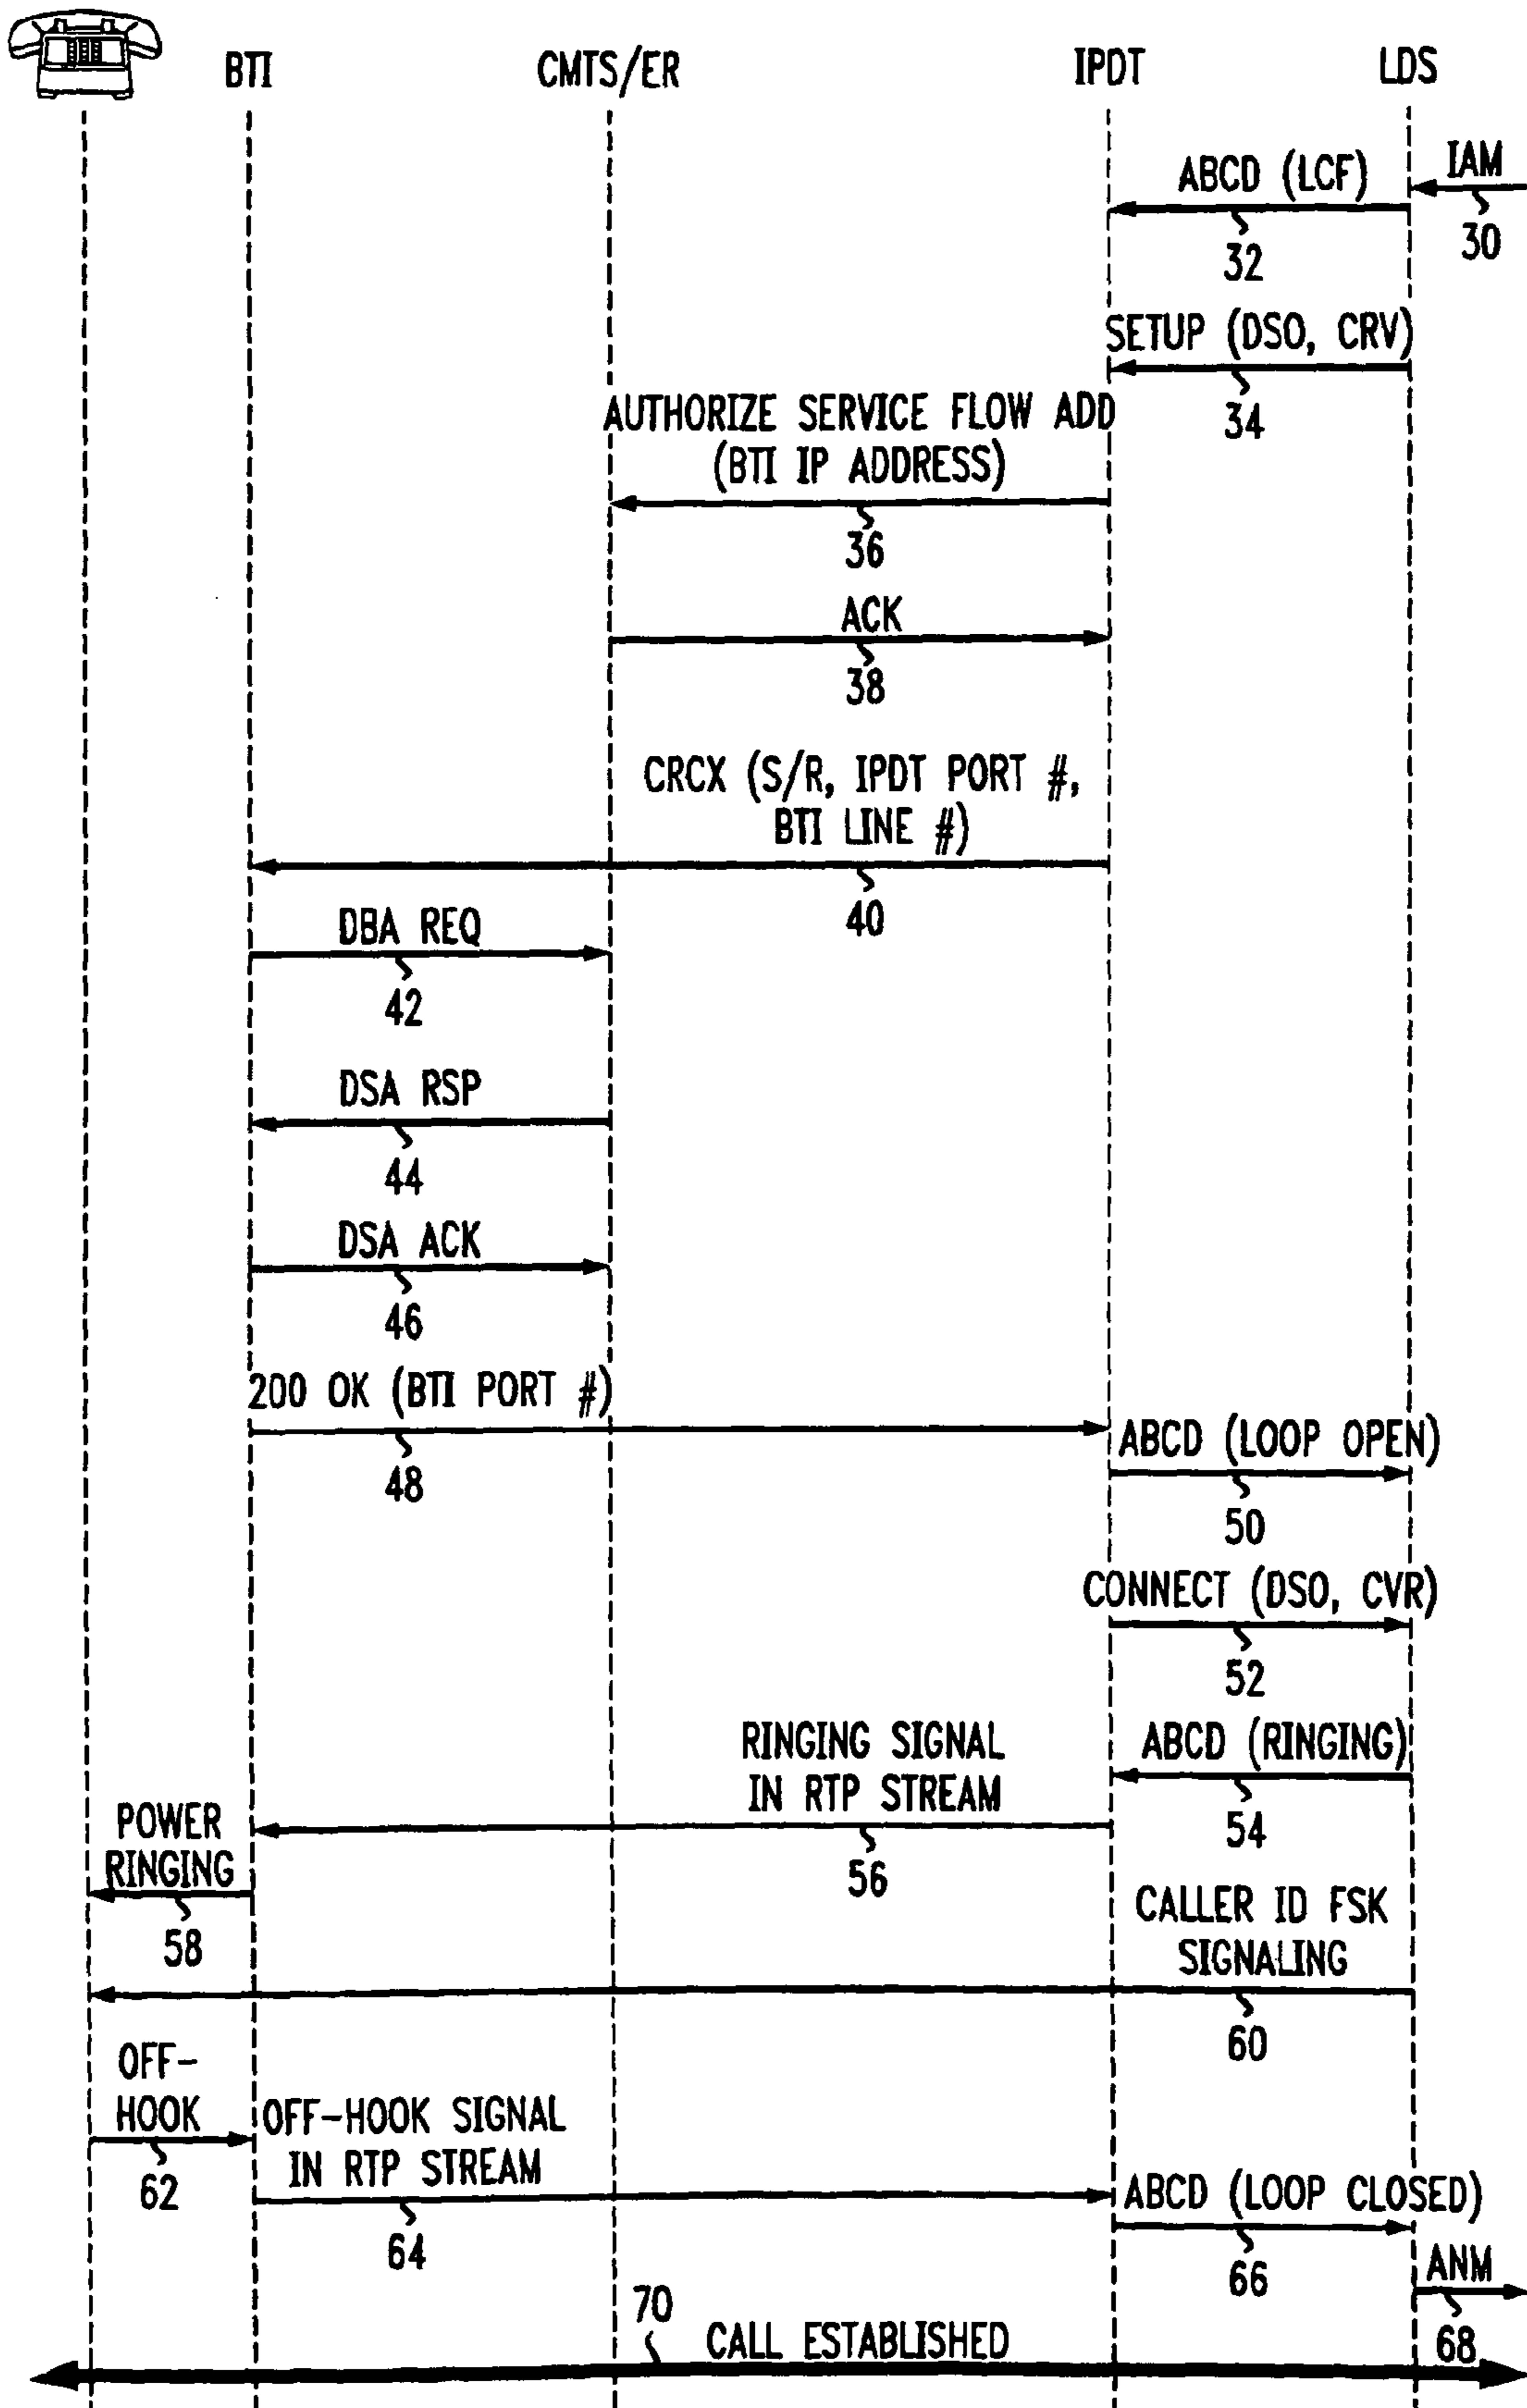 BTI
CMTS/ER
IPDT
LDS
IAM
30
ABCD (LCF)
32
SETUP (DSO, CRV)
34
AUTHORIZE SERVICE FLOW ADD
(BTI IP ADDRESS)
36
ACK
38
CRCX (S/R, IPDT PORT #,
BTI LINE #)
40
DBA REQ
42
DSA RSP
44
DSA ACK
46
200 OK (BTI PORT #)
48
ABCD (LOOP OPEN)
50
CONNECT (DSO, CVR)
52
ABCD (RINGING)
54
RINGING SIGNAL
IN RTP STREAM
56
POWER
RINGING
58
CALLER ID FSK
SIGNALING
60
OFF-
HOOK
62
OFF-HOOK SIGNAL
IN RTP STREAM
64
ABCD (LOOP CLOSED)
66
ANM
68
70
CALL ESTABLISHED